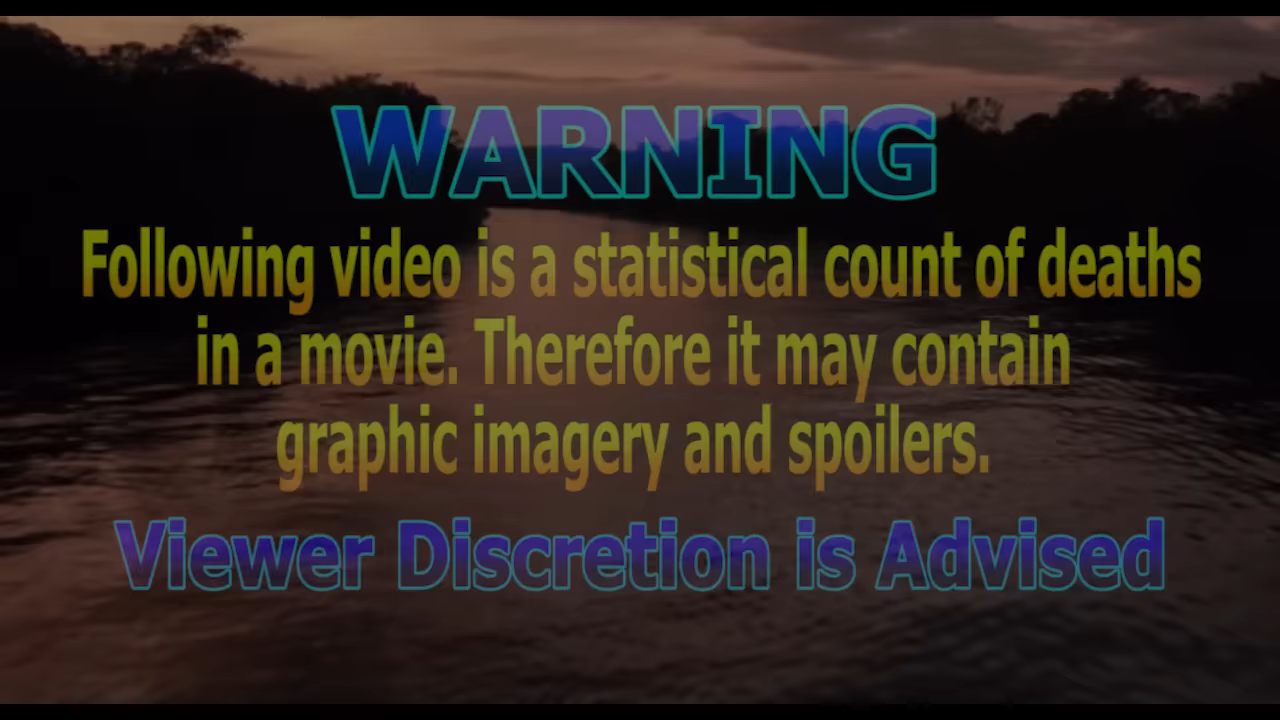 WARNING
Following video is a statistical count of deaths
in a movie. Therefore it may contain
graphic imagery and spoilers.
Viewer Discretion is Advised